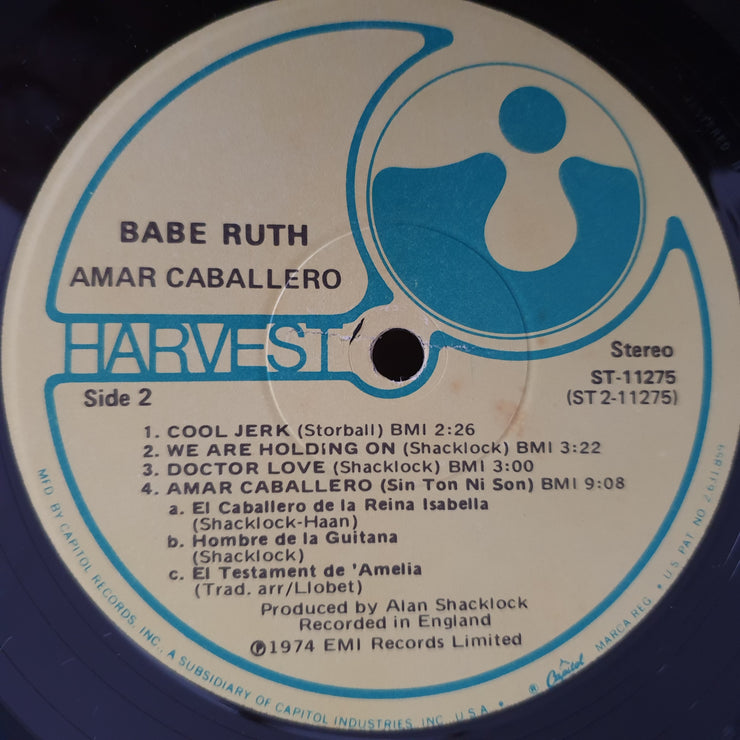 BABE RUTH
AMAR CABALLERO
HARVEST
Stereo
ST-11275
(ST 2-11275)
Side 2
1. COOL JERK (Storball) BMI 2:26
2. WE ARE HOLDING ON (Shacklock) BMI 3:22
3. DOCTOR LOVE (Shacklock) BMI 3:00
4. AMAR CABALLERO (Sin Ton Ni Son) BMI 9:08
a. El Caballero de la Reina Isabella
(Shacklock-Haan)
b. Hombre de la Guitana
(Shacklock)
c. El Testament de 'Amelia
(Trad. arr/Llobet)
Produced by Alan Shacklock
Recorded in England
℗1974 EMI Records Limited
MFD BY CAPITOL RECORDS, INC., A SUBSIDIARY OF CAPITOL INDUSTRIES, INC., U.S.A. • ® Capitol MARCA REG. • U.S. PAT. NO. 2,631,859